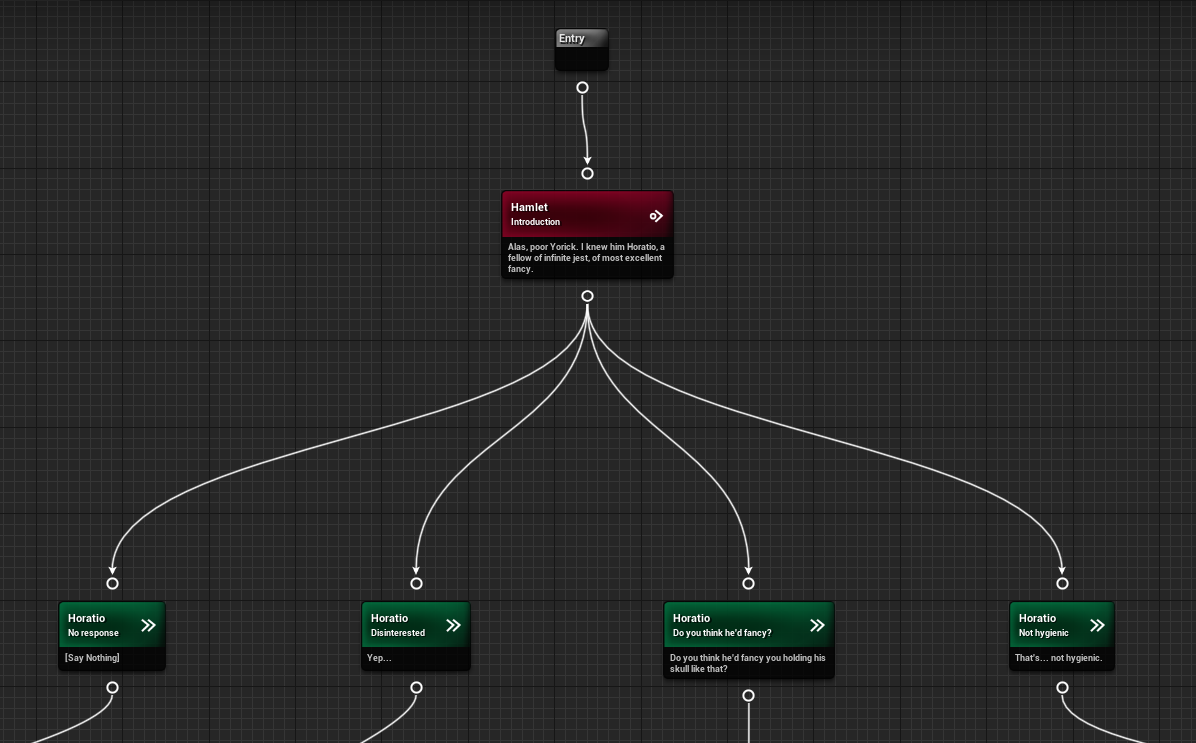 Entry
Hamlet
Introduction
Alas, poor Yorick. I knew him Horatio, a
fellow of infinite jest, of most excellent
fancy.
Horatio
No response
[Say Nothing]
Horatio
Disinterested
Yep...
Horatio
Do you think he'd fancy?
Do you think he'd fancy you holding his
skull like that?
Horatio
Not hygienic
That's... not hygienic.